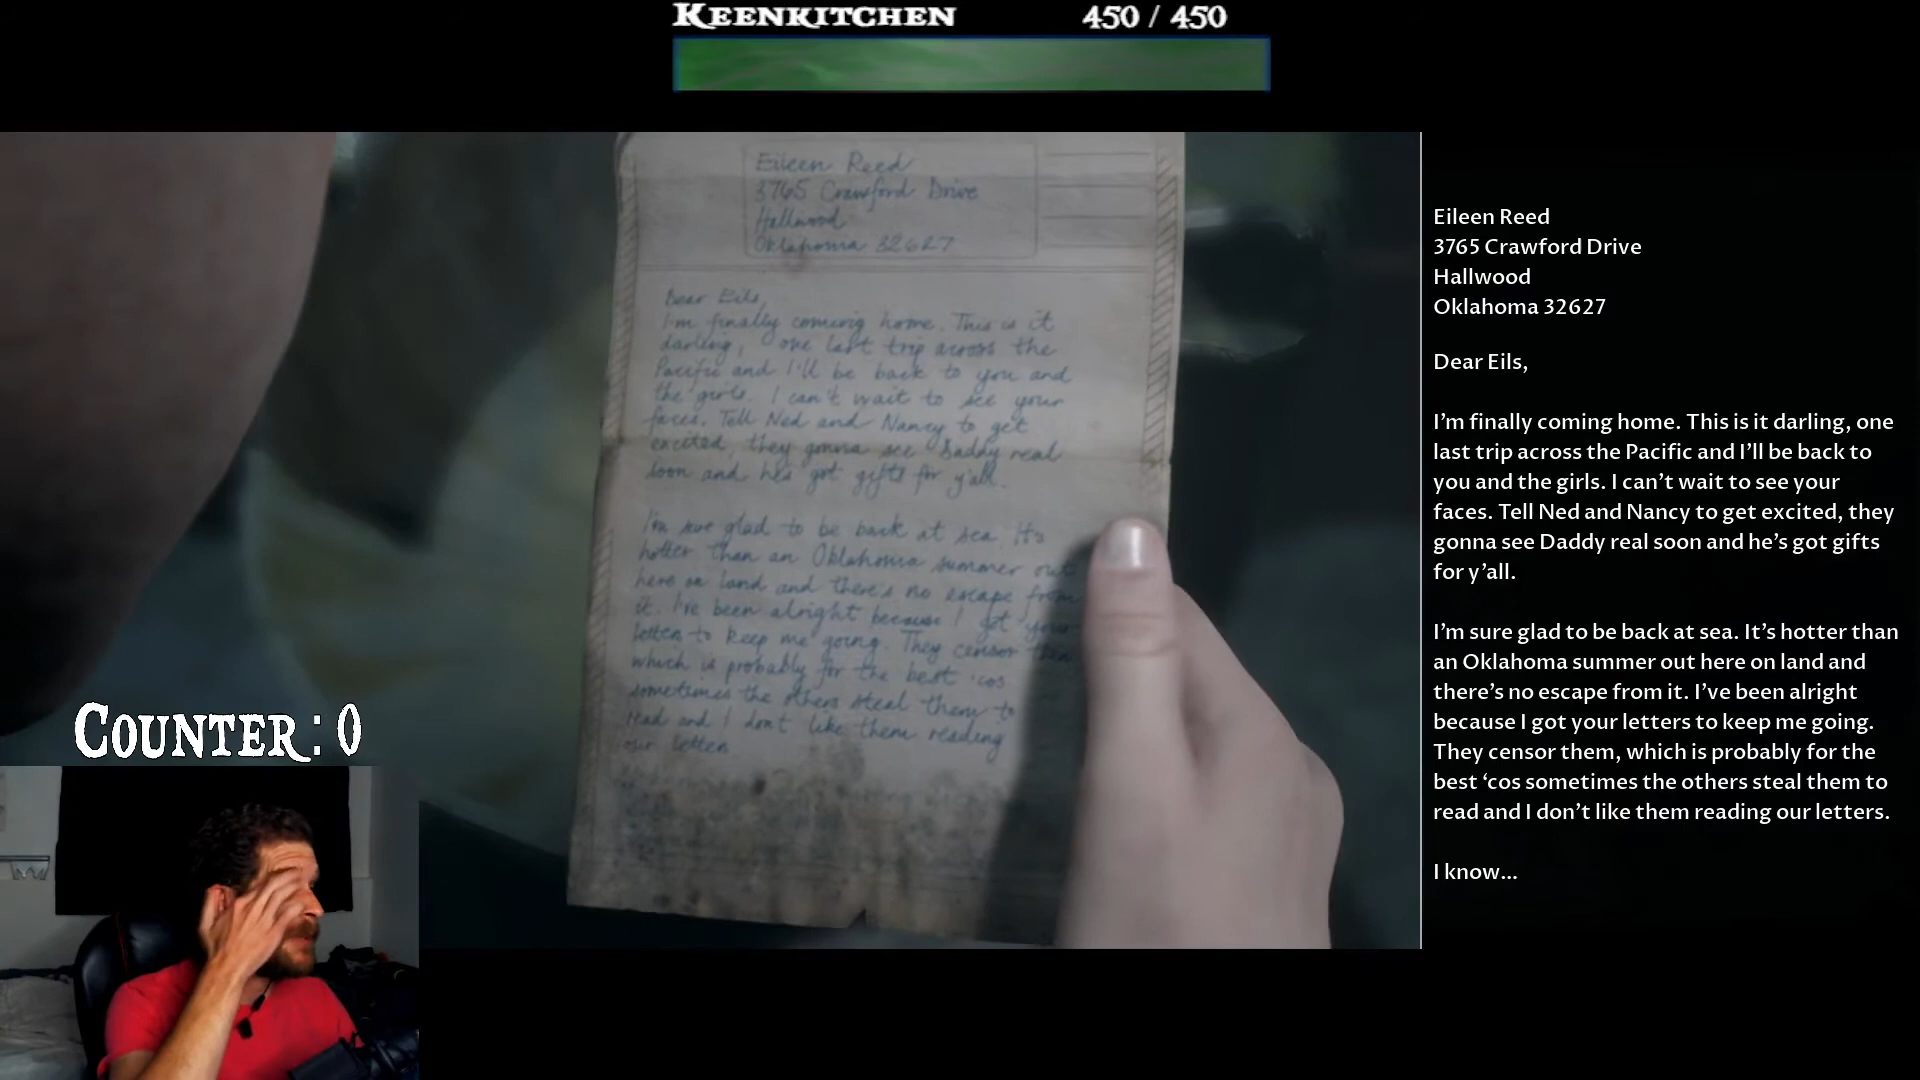 KEENKITCHEN 450 / 450
Eileen Reed
3765 Crawford Drive
Hallwood
Oklahoma 32627
Dear Eils,
I'm finally coming home. This is it
darling, one last trip across the
Pacific and I'll be back to you and
the girls. I can't wait to see your
faces. Tell Ned and Nancy to get
excited, they gonna see Daddy real
soon and he's got gifts for y'all.
I'm sure glad to be back at sea. It's
hotter than an Oklahoma summer out
here on land and there's no escape from
it. I've been alright because I got your
letters to keep me going. They censor them
which is probably for the best 'cos
sometimes the others steal them to
read and I don't like them reading
our letters
COUNTER: 0
Eileen Reed
3765 Crawford Drive
Hallwood
Oklahoma 32627
Dear Eils,
I'm finally coming home. This is it darling, one
last trip across the Pacific and I'll be back to
you and the girls. I can't wait to see your
faces. Tell Ned and Nancy to get excited, they
gonna see Daddy real soon and he's got gifts
for y'all.
I'm sure glad to be back at sea. It's hotter than
an Oklahoma summer out here on land and
there's no escape from it. I've been alright
because I got your letters to keep me going.
They censor them, which is probably for the
best ‘cos sometimes the others steal them to
read and I don't like them reading our letters.
I know...